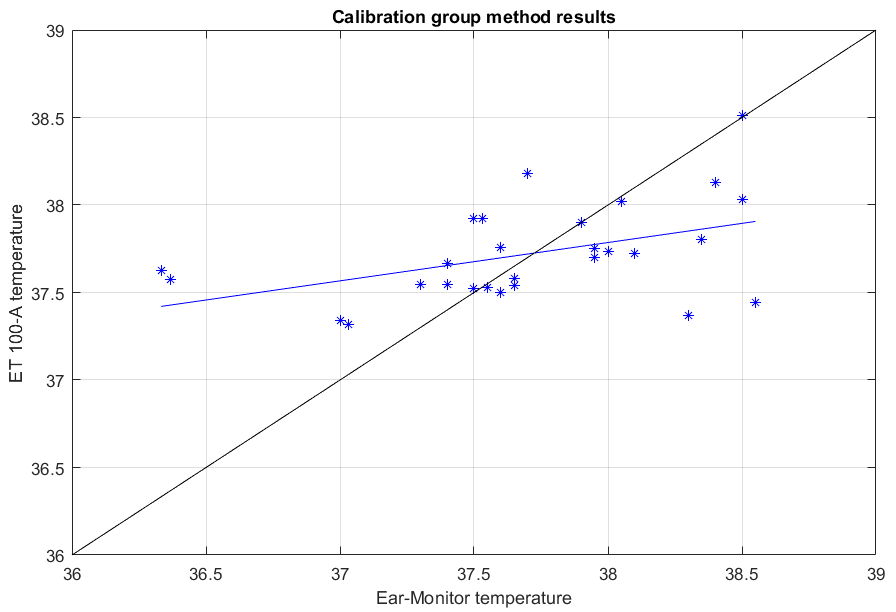 Calibration group method results
39
38.5
38
37.5
37
36.5
36
ET 100-A temperature
36 36.5 37 37.5 38 38.5 39
Ear-Monitor temperature